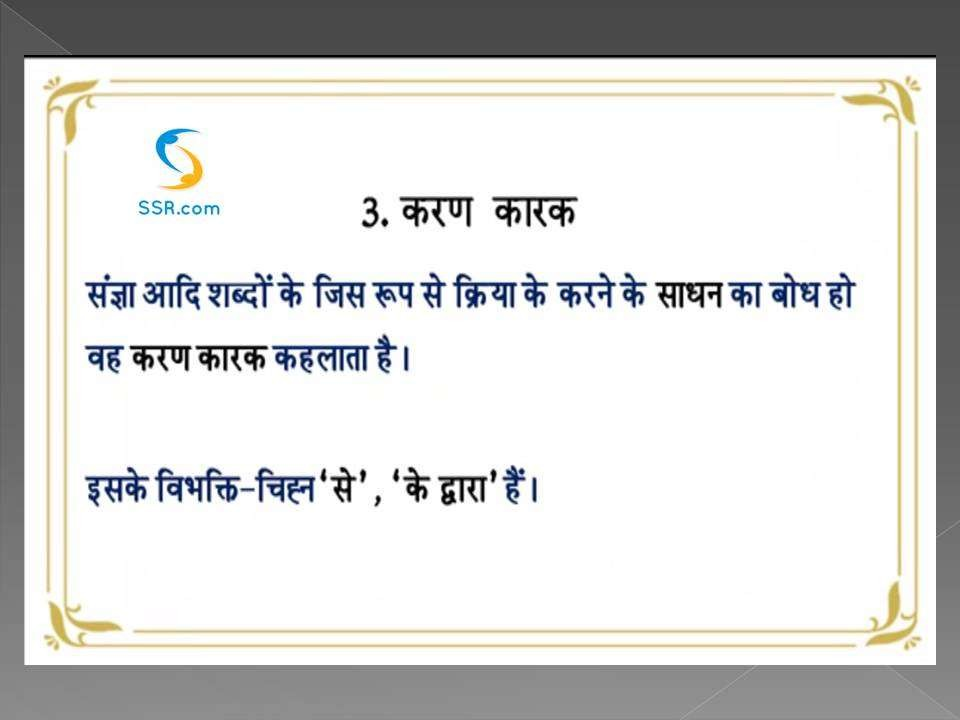 SSR.com
3. करण कारक
संज्ञा आदि शब्दों के जिस रूप से क्रिया के करने के साधन का बोध हो
वह करण कारक कहलाता है।
इसके विभक्ति-चिह्न ‘से’, ‘के द्वारा’ हैं।